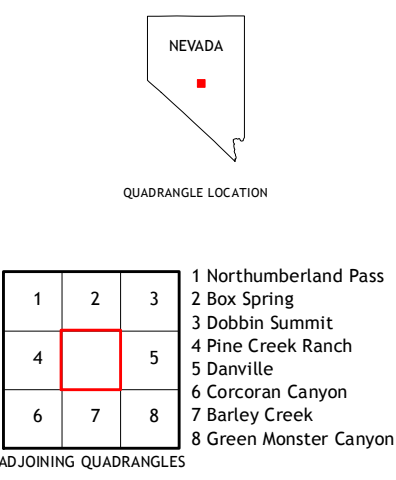 NEVADA
QUADRANGLE LOCATION
1 2 3
4 5
6 7 8
1 Northumberland Pass
2 Box Spring
3 Dobbin Summit
4 Pine Creek Ranch
5 Danville
6 Corcoran Canyon
7 Barley Creek
8 Green Monster Canyon
ADJOINING QUADRANGLES